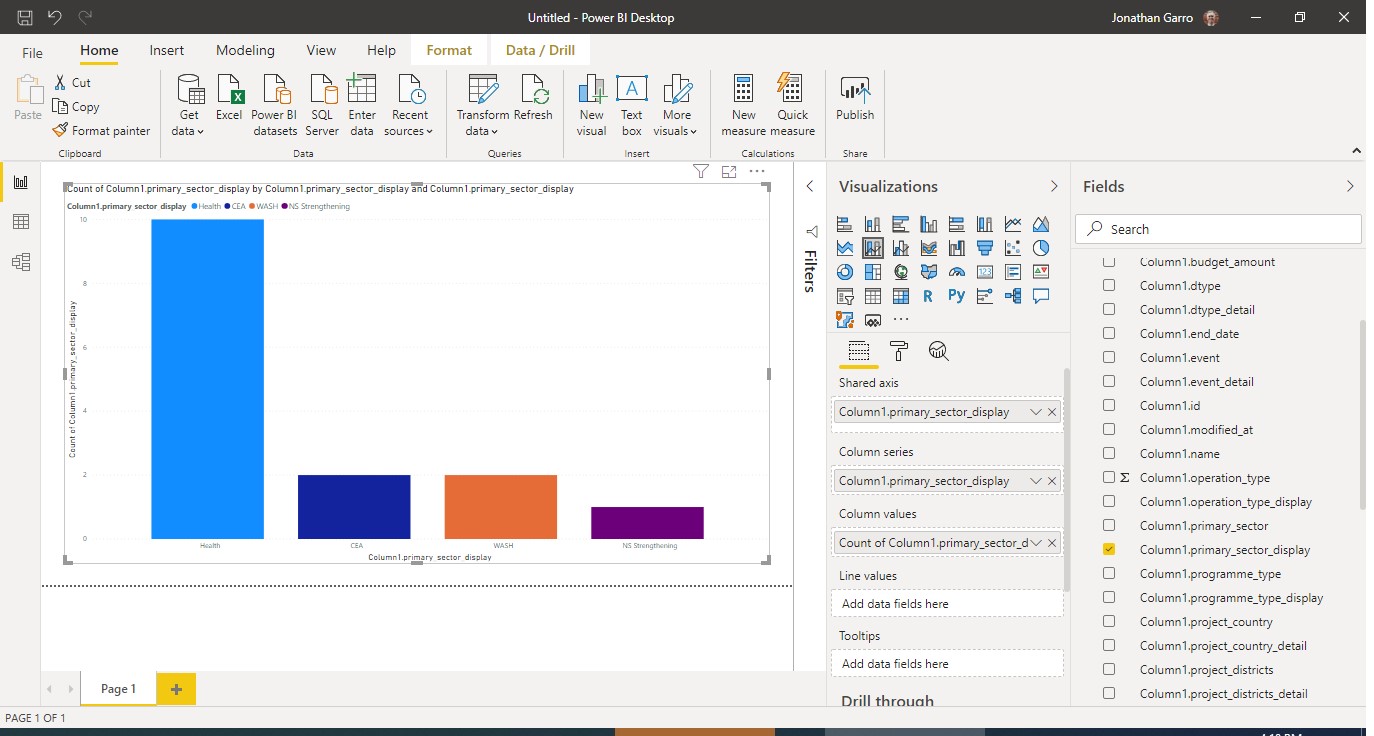 Untitled - Power BI Desktop
Jonathan Garro
File
Home
Insert
Modeling
View
Help
Format
Data / Drill
Paste
Cut
Copy
Format painter
Clipboard
Get data
Excel
Power BI datasets
SQL Server
Enter data
Recent sources
Data
Transform data
Refresh
Queries
New visual
A
Text box
More visuals
Insert
New measure
Quick measure
Calculations
Publish
Share
Count of Column1.primary_sector_display by Column1.primary_sector_display and Column1.primary_sector_display
Column1.primary_sector_display Health CEA WASH NS Strengthening
10
8
6
4
2
0
Count of Column1.primary_sector_display
Health
CEA
WASH
NS Strengthening
Column1.primary_sector_display
Filters
Visualizations
123
R
Py
Shared axis
Column1.primary_sector_display
Column series
Column1.primary_sector_display
Column values
Count of Column1.primary_sector_d
Line values
Add data fields here
Tooltips
Add data fields here
Drill through
Fields
Search
Column1.budget_amount
Column1.dtype
Column1.dtype_detail
Column1.end_date
Column1.event
Column1.event_detail
Column1.id
Column1.modified_at
Column1.name
Σ Column1.operation_type
Column1.operation_type_display
Column1.primary_sector
Column1.primary_sector_display
Column1.programme_type
Column1.programme_type_display
Column1.project_country
Column1.project_country_detail
Column1.project_districts
Column1.project_districts_detail
Page 1
PAGE 1 OF 1